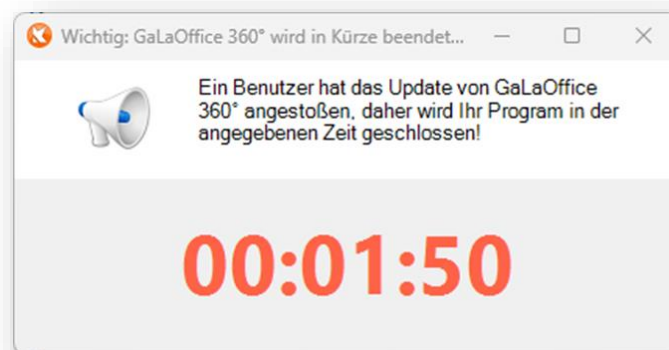 Wichtig: GaLaOffice 360° wird in Kürze beendet...
Ein Benutzer hat das Update von GaLaOffice
360° angestoßen, daher wird Ihr Program in der
angegebenen Zeit geschlossen!
00:01:50